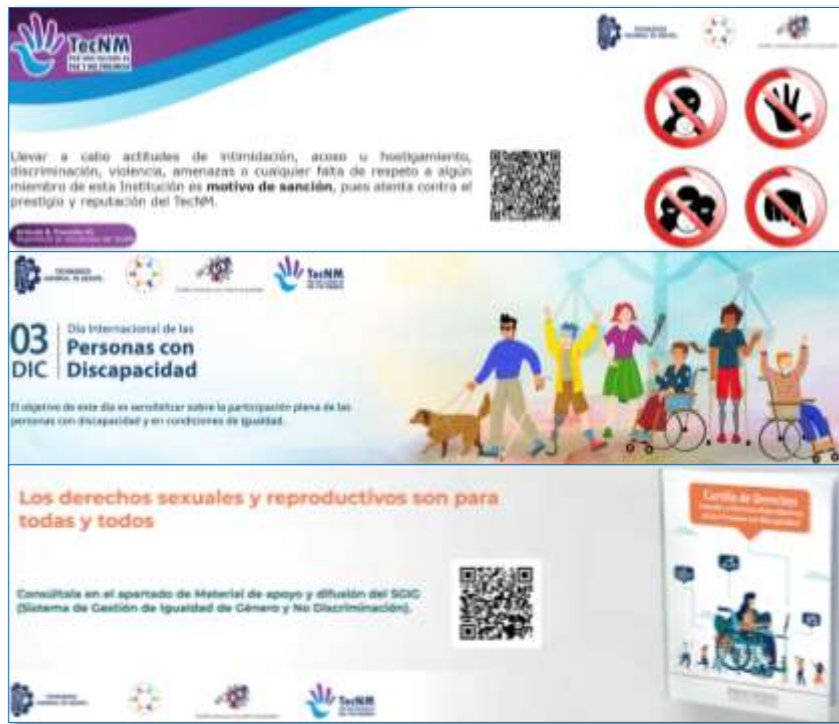 TecNM
Llevar a cabo actitudes de intimidación, acoso u hostigamiento,
discriminación, violencia, amenazas o cualquier falta de respeto a algún
miembro de esta Institución es motivo de sanción, pues atenta contra el
prestigio y reputación del TecNM.
TecNM
03
DIC
Día Internacional de las
Personas con
Discapacidad
El objetivo de este día es sensibilizar sobre la participación plena de las
personas con discapacidad y en condiciones de igualdad.
Los derechos sexuales y reproductivos son para
todas y todos
Consúltala en el apartado de Material de apoyo y difusión del SGIG
(Sistema de Gestión de Igualdad de Género y No Discriminación).
Cartilla de Derechos
TecNM